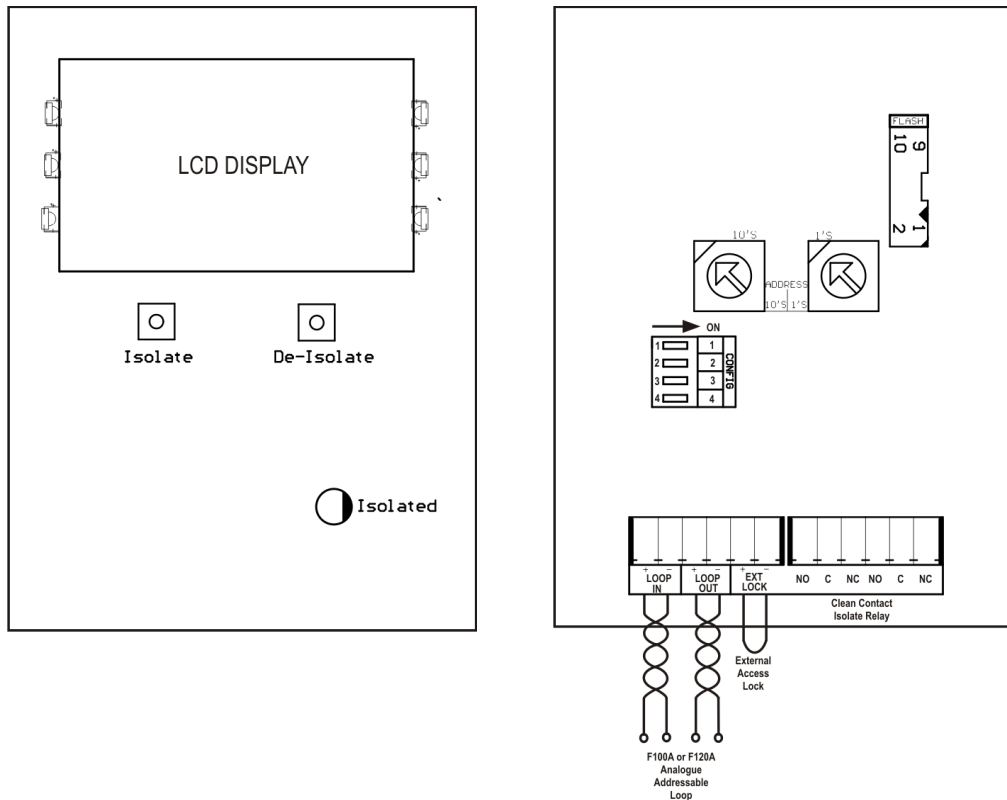 LCD DISPLAY
Isolate
De-Isolate
Isolated
FLASH
10 9
2 1
10'S
1'S
ADDRESS
10'S 1'S
ON
1 1
2 2
3 3
4 4
CONFIG
+ - + - + -
LOOP IN
LOOP OUT
EXT LOCK
NO C NC NO C NC
Clean Contact
Isolate Relay
External
Access
Lock
F100A or F120A
Analogue
Addressable
Loop